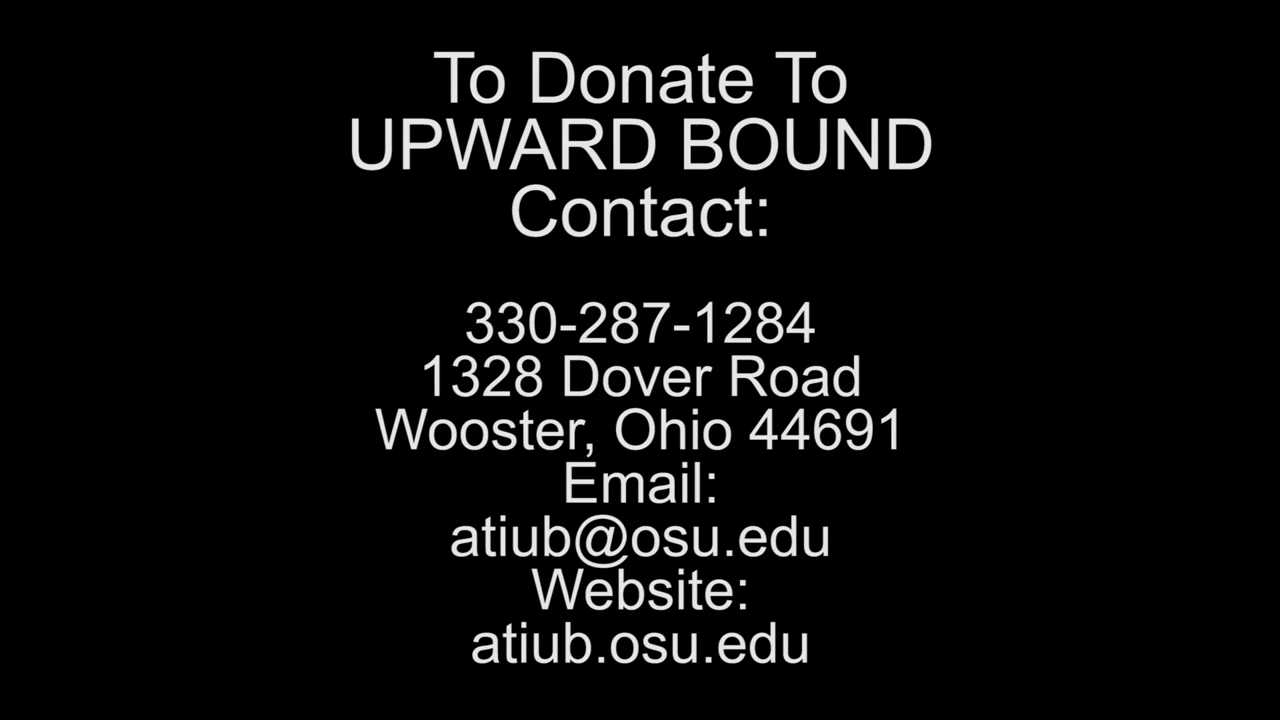 To Donate To
UPWARD BOUND
Contact:
330-287-1284
1328 Dover Road
Wooster, Ohio 44691
Email:
atiub@osu.edu
Website:
atiub.osu.edu